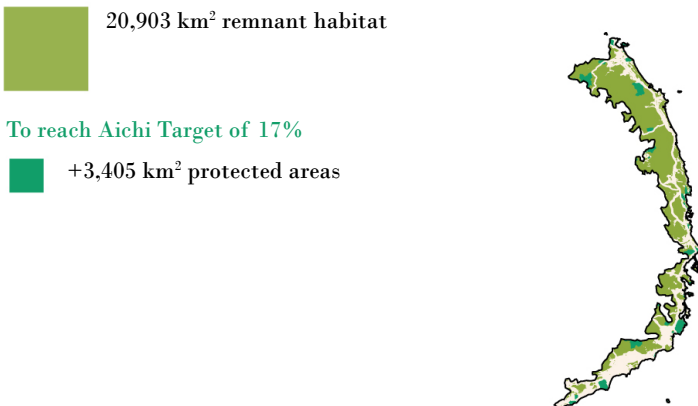 20,903 km² remnant habitat
To reach Aichi Target of 17%
+3,405 km² protected areas